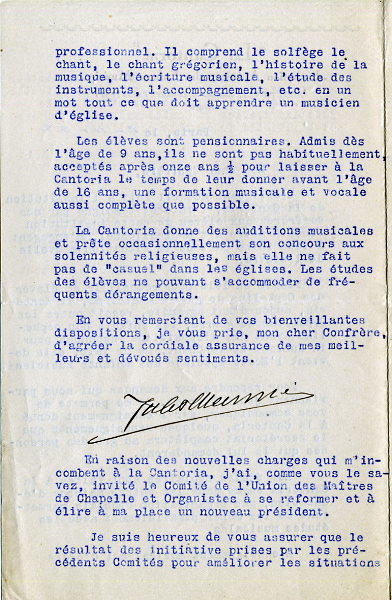 professionnel. Il comprend le solfège le
chant, le chant grégorien, l'histoire de la
musique, l'écriture musicale, l'étude des
instruments, l'accompagnement, etc. en un
mot tout ce que doit apprendre un musicien
d'église.
Les élèves sont pensionnaires. Admis dès
l'âge de 9 ans,ils ne sont pas habituellement,
acceptés après onze ans ½ pour laisser à la
Cantoria le temps de leur donner avant l'âge
de 16 ans, une formation musicale et vocale
aussi complète que possible.
La Cantoria donne des auditions musicales
et prête occasionnellement son concours aux
solennités religieuses, mais elle ne fait
pas de "casuel" dans les églises. Les études
des élèves ne pouvant s'accommoder de fré-
quents dérangements.
En vous remerciant de vos bienveillantes
dispositions, je vous prie, mon cher Confrère,
d'agréer la cordiale assurance de mes meil-
leurs et dévoués sentiments.
En raison des nouvelles charges qui m'in-
combent à la Cantoria, j'ai, comme vous le sa-
vez, invité le Comité de l'Union des Maîtres
de Chapelle et Organistes à se reformer et à
élire à ma place un nouveau président.
Je suis heureux de vous assurer que le
résultat des initiative prises par les pré-
cédents Comités pour améliorer les situations